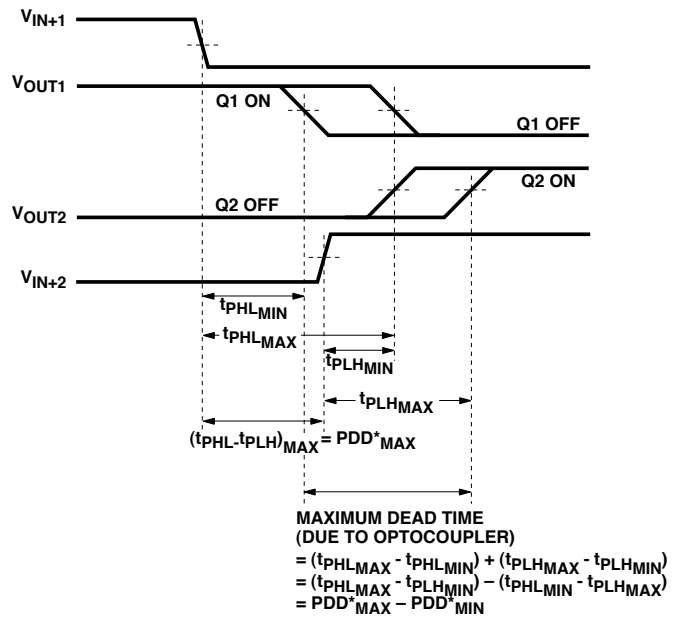 VIN+1
VOUT1
Q1 ON
Q1 OFF
Q2 OFF
Q2 ON
VOUT2
VIN+2
tPHLMIN
tPHLMAX
tPLHMIN
tPLHMAX
(tPHL-tPLH)MAX = PDD*MAX
MAXIMUM DEAD TIME
(DUE TO OPTOCOUPLER)
= (tPHLMAX - tPHLMIN) + (tPLHMAX - tPLHMIN)
= (tPHLMAX - tPLHMIN) – (tPHLMIN - tPLHMAX)
= PDD*MAX – PDD*MIN